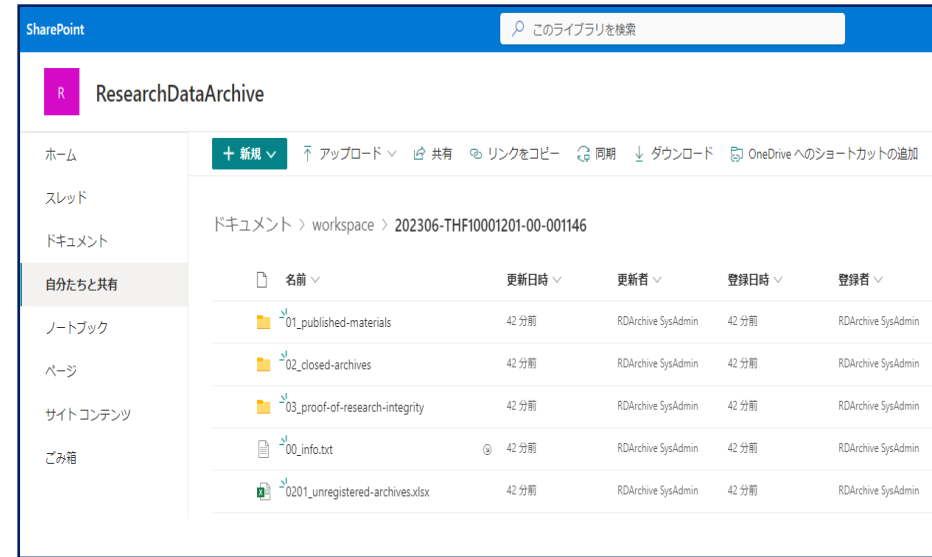 SharePoint
このライブラリを検索
R
ResearchDataArchive
ホーム
スレッド
ドキュメント
自分たちと共有
ノートブック
ページ
サイト コンテンツ
ごみ箱
+ 新規 アップロード 共有 リンクをコピー 同期 ダウンロード OneDrive へのショートカットの追加
ドキュメント > workspace > 202306-THF10001201-00-001146
名前 更新日時 更新者 登録日時 登録者
01_published-materials 42 分前 RDArchive SysAdmin 42 分前 RDArchive SysAdmin
02_closed-archives 42 分前 RDArchive SysAdmin 42 分前 RDArchive SysAdmin
03_proof-of-research-integrity 42 分前 RDArchive SysAdmin 42 分前 RDArchive SysAdmin
00_info.txt 42 分前 RDArchive SysAdmin 42 分前 RDArchive SysAdmin
0201_unregistered-archives.xlsx 42 分前 RDArchive SysAdmin 42 分前 RDArchive SysAdmin